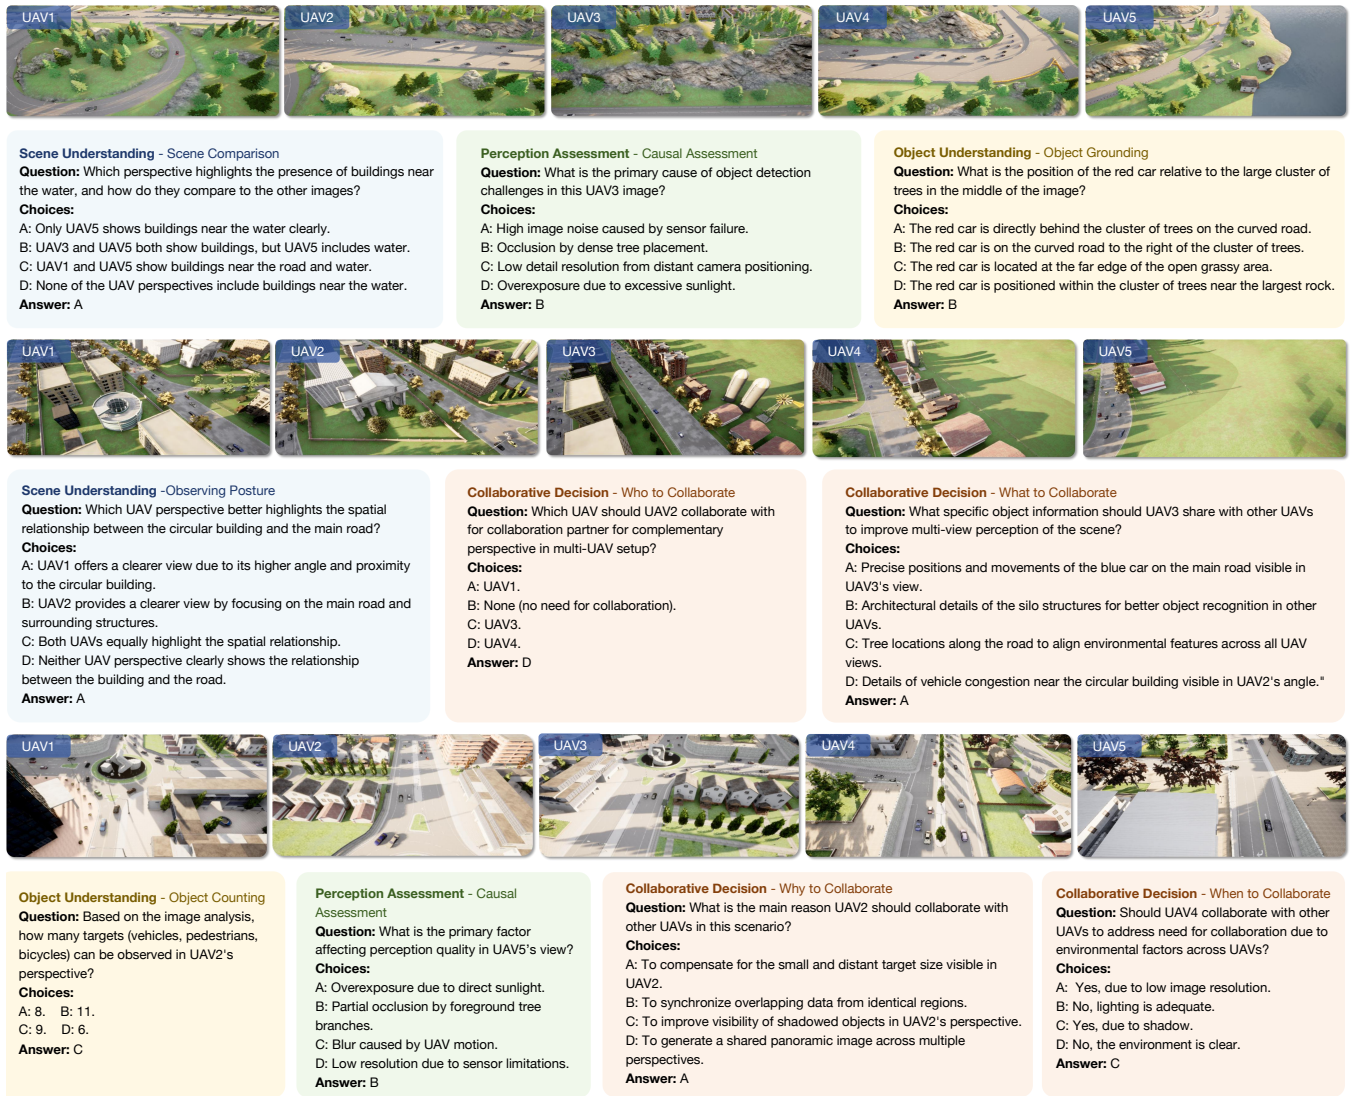 UAV1
UAV2
UAV3
UAV4
UAV5
Scene Understanding - Scene Comparison
Question: Which perspective highlights the presence of buildings near
the water, and how do they compare to the other images?
Choices:
A: Only UAV5 shows buildings near the water clearly.
B: UAV3 and UAV5 both show buildings, but UAV5 includes water.
C: UAV1 and UAV5 show buildings near the road and water.
D: None of the UAV perspectives include buildings near the water.
Answer: A
Perception Assessment - Causal Assessment
Question: What is the primary cause of object detection
challenges in this UAV3 image?
Choices:
A: High image noise caused by sensor failure.
B: Occlusion by dense tree placement.
C: Low detail resolution from distant camera positioning.
D: Overexposure due to excessive sunlight.
Answer: B
Object Understanding - Object Grounding
Question: What is the position of the red car relative to the large cluster of
trees in the middle of the image?
Choices:
A: The red car is directly behind the cluster of trees on the curved road.
B: The red car is on the curved road to the right of the cluster of trees.
C: The red car is located at the far edge of the open grassy area.
D: The red car is positioned within the cluster of trees near the largest rock.
Answer: B
UAV1
UAV2
UAV3
UAV4
UAV5
Scene Understanding -Observing Posture
Question: Which UAV perspective better highlights the spatial
relationship between the circular building and the main road?
Choices:
A: UAV1 offers a clearer view due to its higher angle and proximity
to the circular building.
B: UAV2 provides a clearer view by focusing on the main road and
surrounding structures.
C: Both UAVs equally highlight the spatial relationship.
D: Neither UAV perspective clearly shows the relationship
between the building and the road.
Answer: A
Collaborative Decision - Who to Collaborate
Question: Which UAV should UAV2 collaborate with
for collaboration partner for complementary
perspective in multi-UAV setup?
Choices:
A: UAV1.
B: None (no need for collaboration).
C: UAV3.
D: UAV4.
Answer: D
Collaborative Decision - What to Collaborate
Question: What specific object information should UAV3 share with other UAVs
to improve multi-view perception of the scene?
Choices:
A: Precise positions and movements of the blue car on the main road visible in
UAV3's view.
B: Architectural details of the silo structures for better object recognition in other
UAVs.
C: Tree locations along the road to align environmental features across all UAV
views.
D: Details of vehicle congestion near the circular building visible in UAV2's angle."
Answer: A
UAV1
UAV2
UAV3
UAV4
UAV5
Object Understanding - Object Counting
Question: Based on the image analysis,
how many targets (vehicles, pedestrians,
bicycles) can be observed in UAV2's
perspective?
Choices:
A: 8. B: 11.
C: 9. D: 6.
Answer: C
Perception Assessment - Causal
Assessment
Question: What is the primary factor
affecting perception quality in UAV5's view?
Choices:
A: Overexposure due to direct sunlight.
B: Partial occlusion by foreground tree
branches.
C: Blur caused by UAV motion.
D: Low resolution due to sensor limitations.
Answer: B
Collaborative Decision - Why to Collaborate
Question: What is the main reason UAV2 should collaborate with
other UAVs in this scenario?
Choices:
A: To compensate for the small and distant target size visible in
UAV2.
B: To synchronize overlapping data from identical regions.
C: To improve visibility of shadowed objects in UAV2's perspective.
D: To generate a shared panoramic image across multiple
perspectives.
Answer: A
Collaborative Decision - When to Collaborate
Question: Should UAV4 collaborate with other
UAVs to address need for collaboration due to
environmental factors across UAVs?
Choices:
A: Yes, due to low image resolution.
B: No, lighting is adequate.
C: Yes, due to shadow.
D: No, the environment is clear.
Answer: C